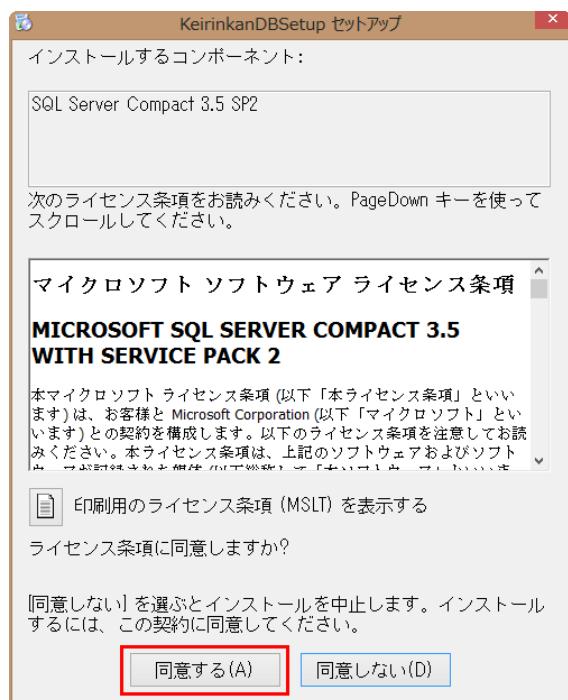 KeirinkanDBSetup セットアップ
インストールするコンポーネント:
SQL Server Compact 3.5 SP2
次のライセンス条項をお読みください。PageDown キーを使って
スクロールしてください。
マイクロソフト ソフトウェア ライセンス条項
MICROSOFT SQL SERVER COMPACT 3.5
WITH SERVICE PACK 2
本マイクロソフト ライセンス条項 (以下「本ライセンス条項」といい
ます) は、お客様と Microsoft Corporation (以下「マイクロソフト」とい
います) との契約を構成します。以下のライセンス条項を注意してお読
みください。本ライセンス条項は、上記のソフトウェアおよびソフト
印刷用のライセンス条項 (MSLT) を表示する
ライセンス条項に同意しますか?
[同意しない] を選ぶとインストールを中止します。インストール
するには、この契約に同意してください。
同意する(A)
同意しない(D)